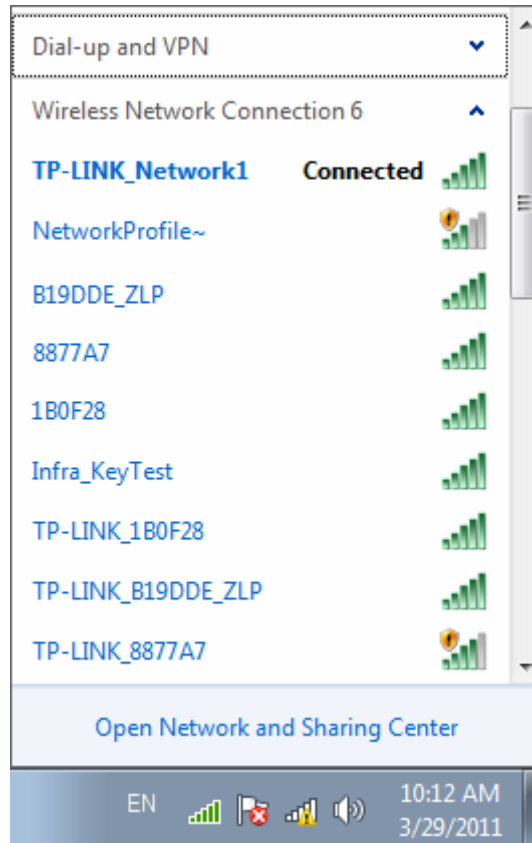 Dial-up and VPN
Wireless Network Connection 6
TP-LINK_Network1 Connected
NetworkProfile~
B19DDE_ZLP
8877A7
1B0F28
Infra_KeyTest
TP-LINK_1B0F28
TP-LINK_B19DDE_ZLP
TP-LINK_8877A7
Open Network and Sharing Center
EN
10:12 AM
3/29/2011